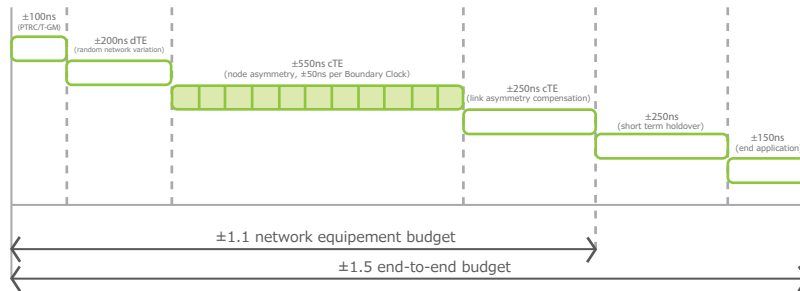 ±100ns
(PTRC/T-GM)
±200ns dTE
(random network variation)
±550ns cTE
(node asymmetry, ±50ns per Boundary Clock)
±250ns cTE
(link asymmetry compensation)
±250ns
(short term holdover)
±150ns
(end application)
±1.1 network equipement budget
±1.5 end-to-end budget